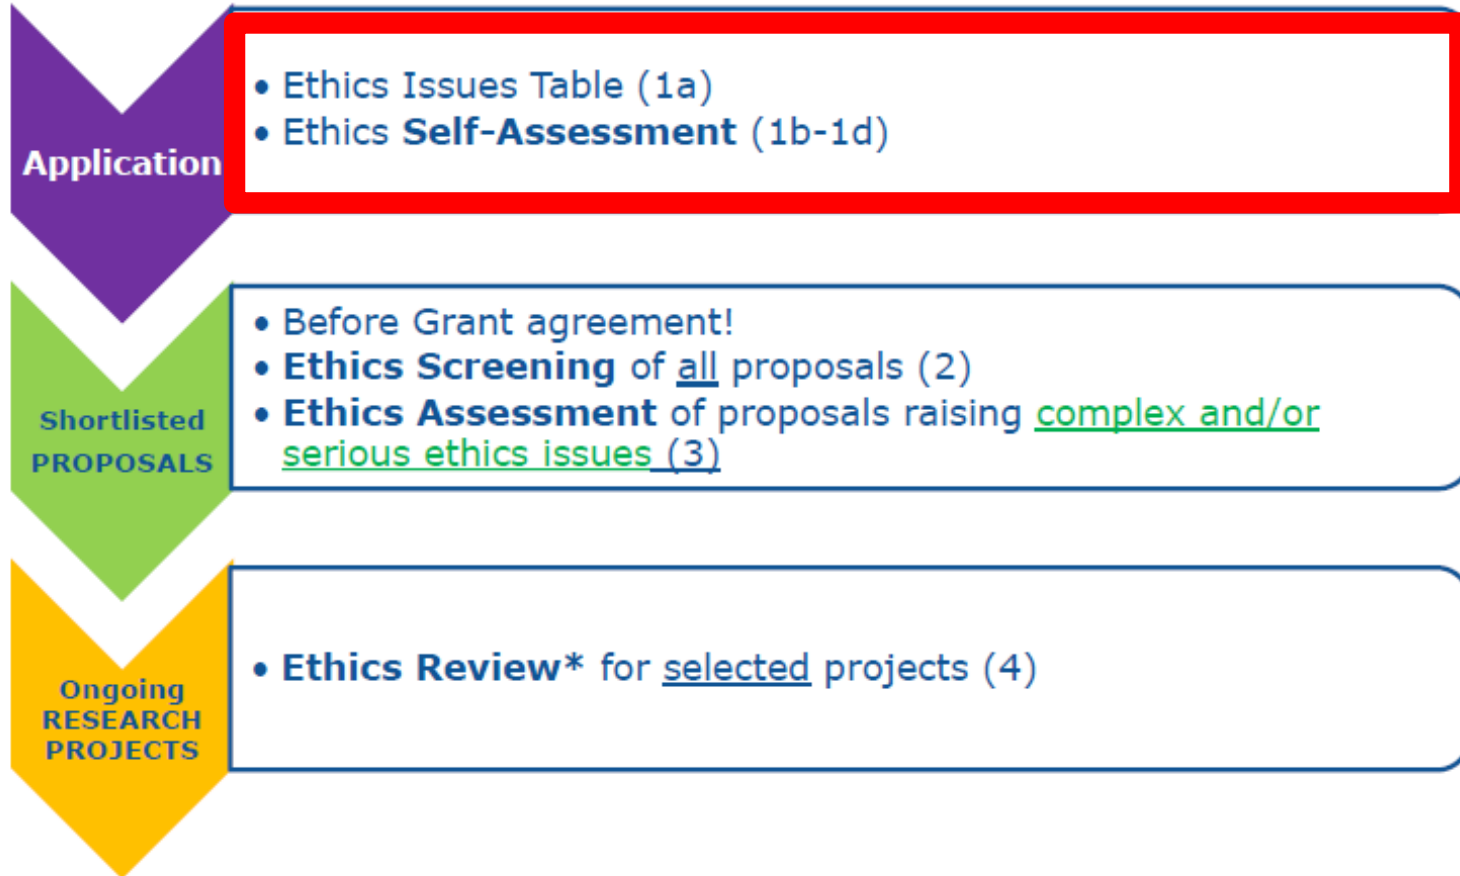 Application
• Ethics Issues Table (1a)
• Ethics Self-Assessment (1b-1d)
Shortlisted
PROPOSALS
• Before Grant agreement!
• Ethics Screening of all proposals (2)
• Ethics Assessment of proposals raising complex and/or
serious ethics issues (3)
Ongoing
RESEARCH
PROJECTS
• Ethics Review* for selected projects (4)